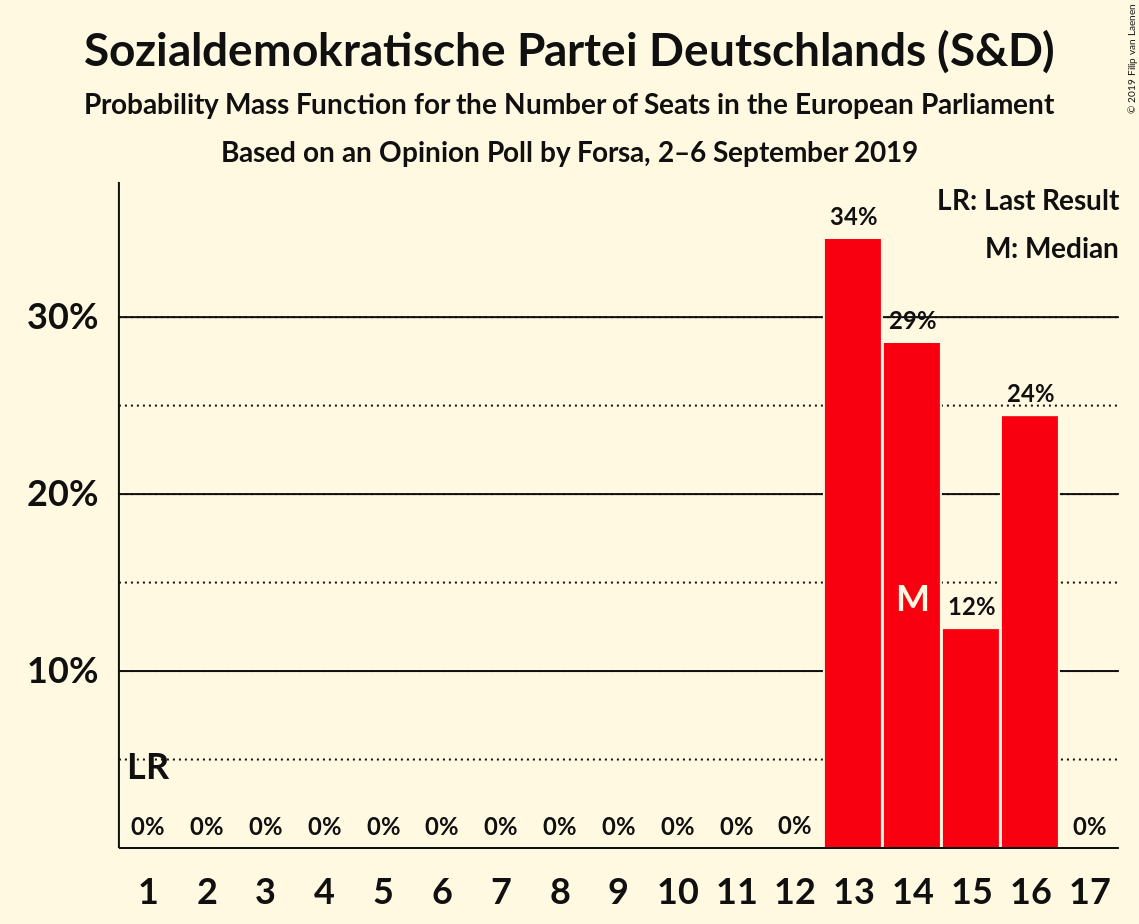 Sozialdemokratische Partei Deutschlands (S&D)
Probability Mass Function for the Number of Seats in the European Parliament
Based on an Opinion Poll by Forsa, 2–6 September 2019
© 2019 Filip van Laenen
LR: Last Result
M: Median
34%
30%
29%
24%
20%
M
12%
10%
LR
0% 0% 0% 0% 0% 0% 0% 0% 0% 0% 0% 0% 0%
1 2 3 4 5 6 7 8 9 10 11 12 13 14 15 16 17